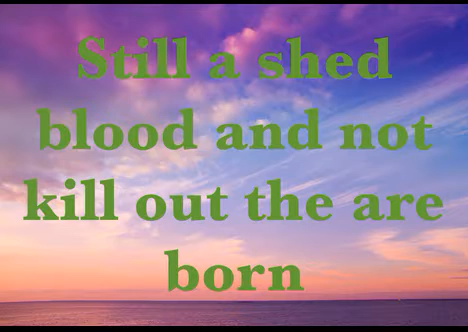 Still a shed
blood and not
kill out the are
born